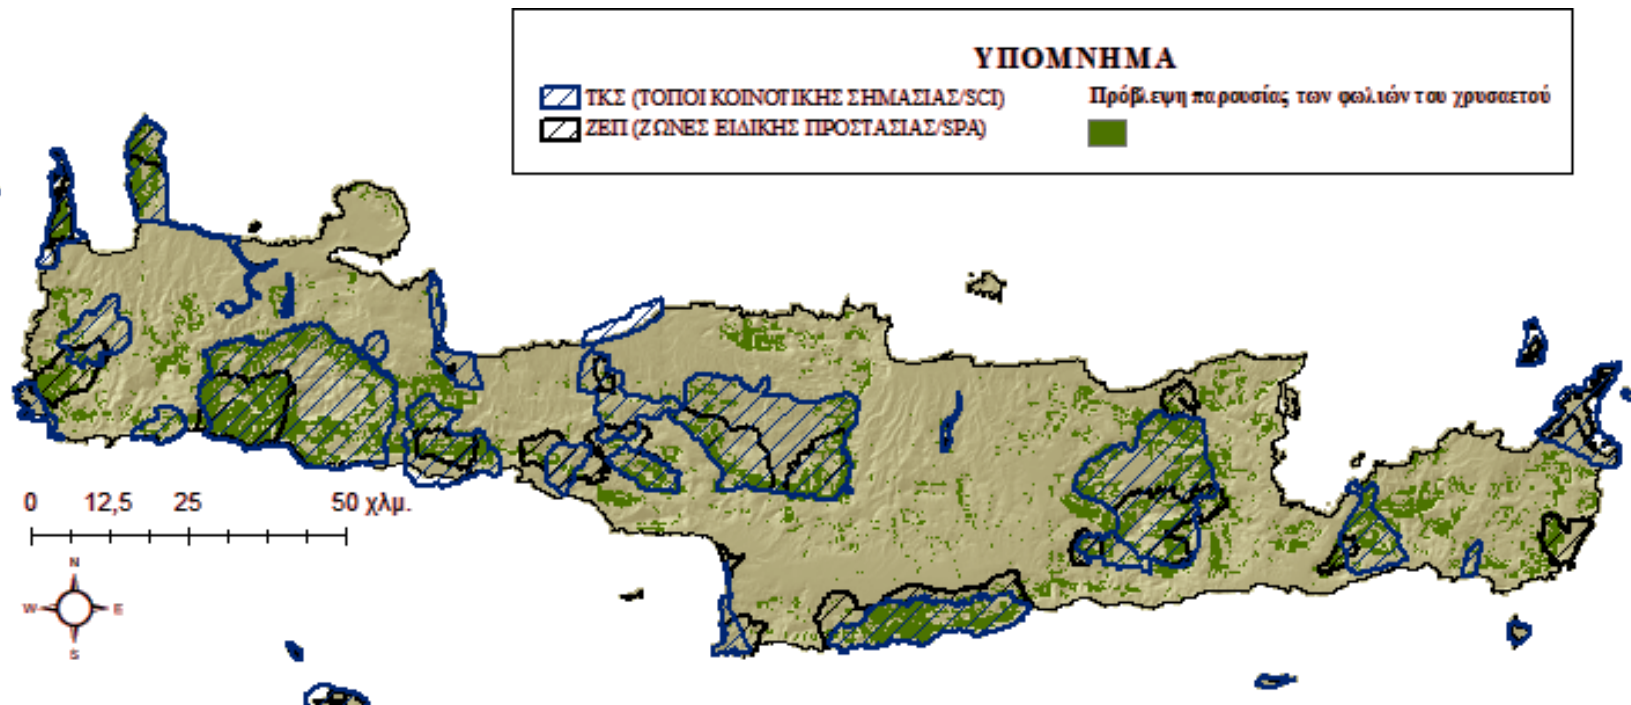 ΥΠΟΜΝΗΜΑ
ΤΚΣ (ΤΟΠΟΙ ΚΟΙΝΟΤΙΚΗΣ ΣΗΜΑΣΙΑΣ/SCI)
ΖΕΠ (ΖΩΝΕΣ ΕΙΔΙΚΗΣ ΠΡΟΣΤΑΣΙΑΣ/SPA)
Πρόβλεψη παρουσίας των φωλιών του χρυσαετού
0 12,5 25 50 χλμ.
N
W E
S